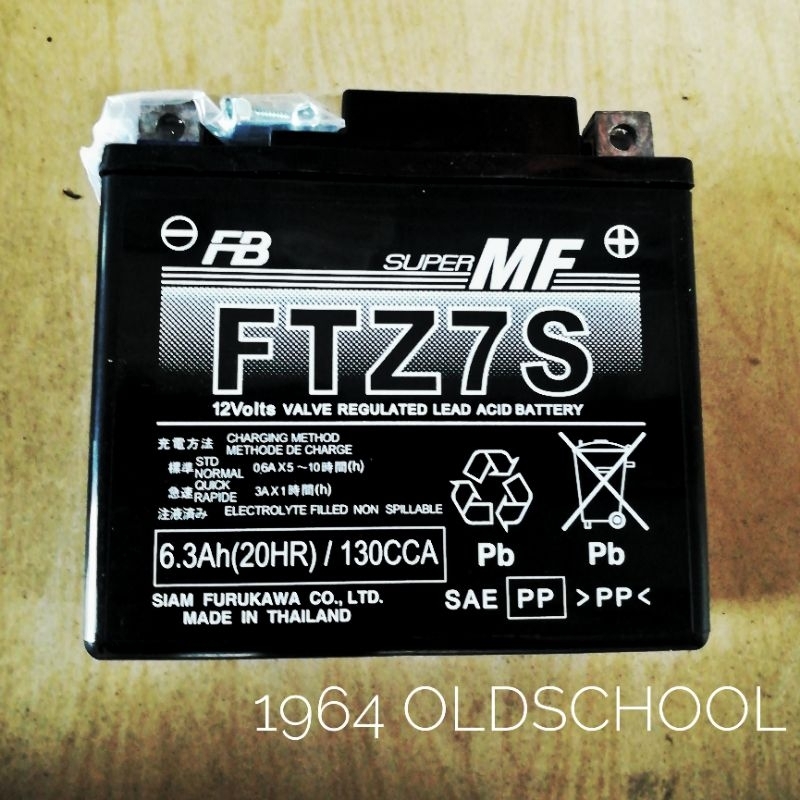 FB
SUPER MF
FTZ7S
12Volts VALVE REGULATED LEAD ACID BATTERY
充電方法 CHARGING METHOD
METHODE DE CHARGE
標準 STD NORMAL 0.6A X 5 ~ 10時間(h)
急速 QUICK RAPIDE 3A X 1時間(h)
注液済み ELECTROLYTE FILLED NON SPILLABLE
6.3Ah(20HR) / 130CCA
Pb Pb
SIAM FURUKAWA CO., LTD.
MADE IN THAILAND
SAE PP >PP<
1964 OLDSCHOOL